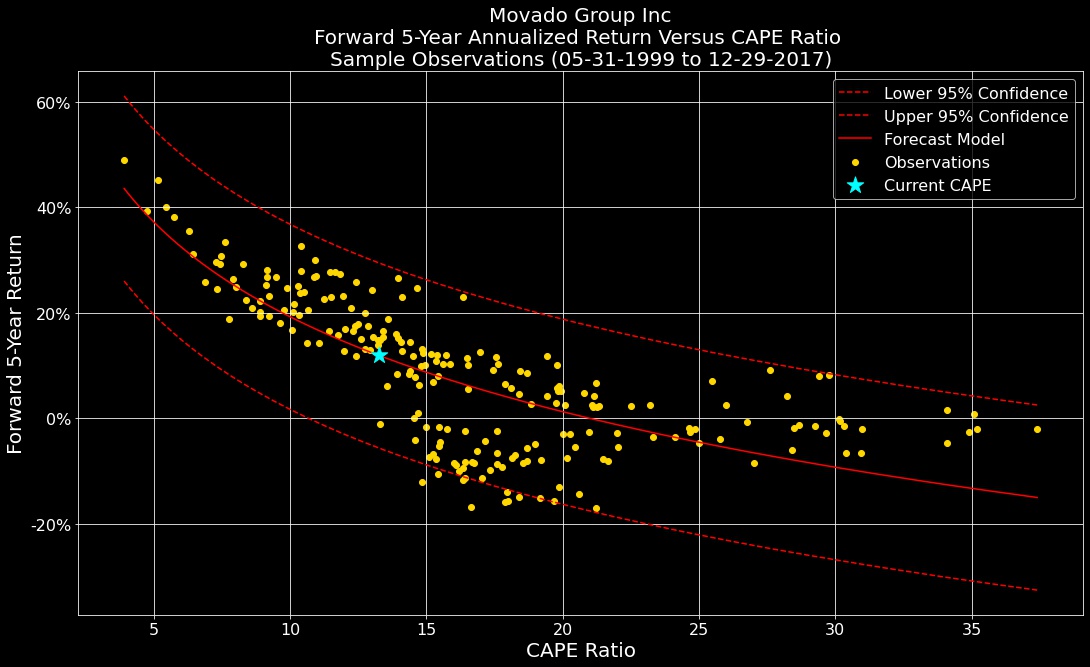 Movado Group Inc
Forward 5-Year Annualized Return Versus CAPE Ratio
Sample Observations (05-31-1999 to 12-29-2017)
Lower 95% Confidence
Upper 95% Confidence
Forecast Model
Observations
Current CAPE
Forward 5-Year Return
60%
40%
20%
0%
-20%
5 10 15 20 25 30 35
CAPE Ratio